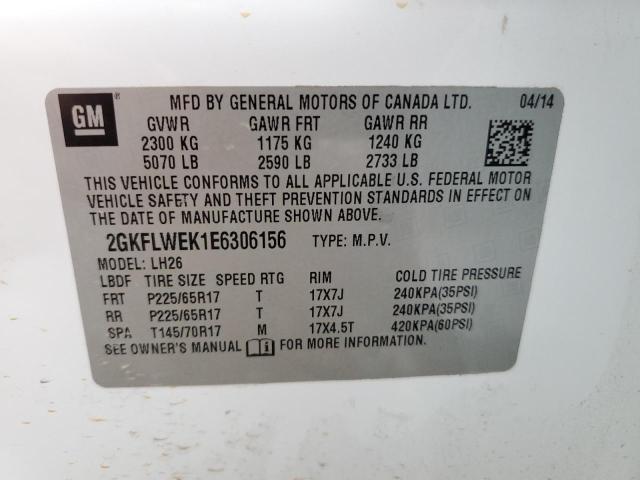 GM ® MFD BY GENERAL MOTORS OF CANADA LTD. 04/14
GVWR GAWR FRT GAWR RR
2300 KG 1175 KG 1240 KG
5070 LB 2590 LB 2733 LB
THIS VEHICLE CONFORMS TO ALL APPLICABLE U.S. FEDERAL MOTOR
VEHICLE SAFETY AND THEFT PREVENTION STANDARDS IN EFFECT ON
THE DATE OF MANUFACTURE SHOWN ABOVE.
2GKFLWEK1E6306156 TYPE: M.P.V.
MODEL: LH26
LBDF TIRE SIZE SPEED RTG RIM COLD TIRE PRESSURE
FRT P225/65R17 T 17X7J 240KPA(35PSI)
RR P225/65R17 T 17X7J 240KPA(35PSI)
SPA T145/70R17 M 17X4.5T 420KPA(60PSI)
SEE OWNER'S MANUAL FOR MORE INFORMATION.